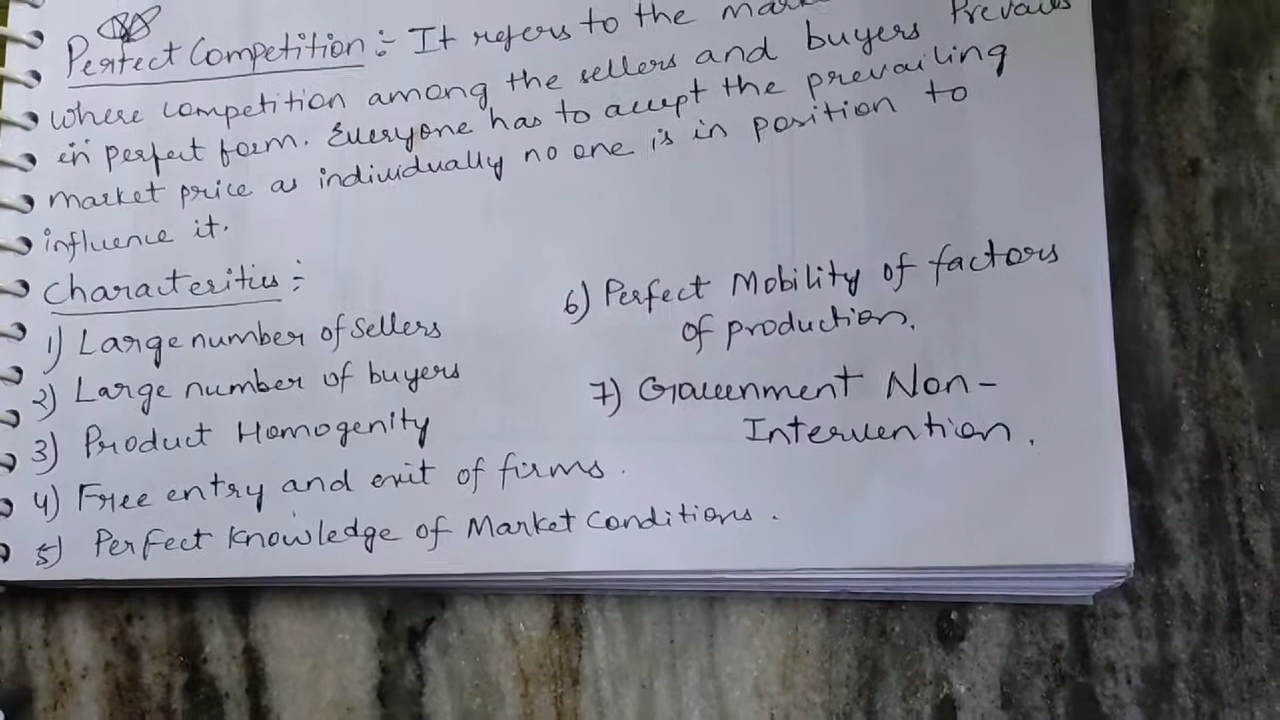 Perfect Competition :- It refers to the
where competition among the sellers and buyers Prevails
in perfect form. Everyone has to accept the prevailing
market price as individually no one is in position to
influence it.
Characteritics :-
1) Large number of Sellers
2) Large number of buyers
3) Product Homogenity
4) Free entry and exit of firms.
5) Perfect Knowledge of Market Conditions.
6) Perfect Mobility of factors
of production.
7) Government Non-
Intervention.